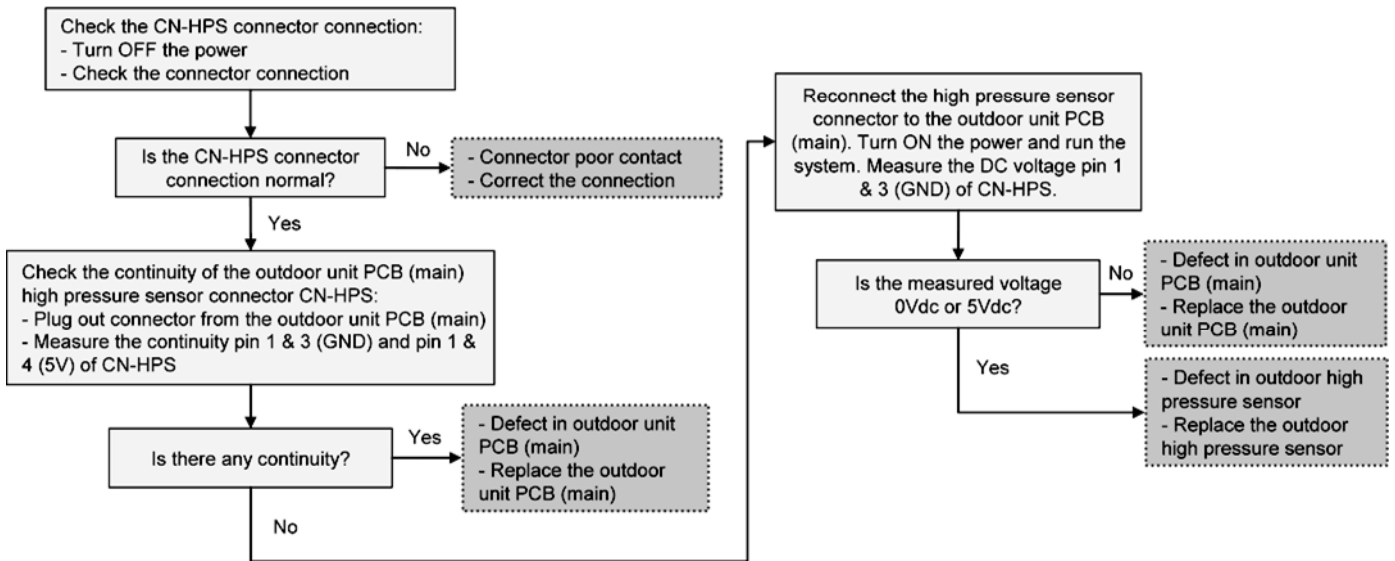 Check the CN-HPS connector connection:
- Turn OFF the power
- Check the connector connection
Is the CN-HPS connector
connection normal?
No
- Connector poor contact
- Correct the connection
Yes
Check the continuity of the outdoor unit PCB (main)
high pressure sensor connector CN-HPS:
- Plug out connector from the outdoor unit PCB (main)
- Measure the continuity pin 1 & 3 (GND) and pin 1 &
4 (5V) of CN-HPS
Is there any continuity?
Yes
- Defect in outdoor unit
PCB (main)
- Replace the outdoor
unit PCB (main)
No
Reconnect the high pressure sensor
connector to the outdoor unit PCB
(main). Turn ON the power and run the
system. Measure the DC voltage pin 1
& 3 (GND) of CN-HPS.
Is the measured voltage
0Vdc or 5Vdc?
No
- Defect in outdoor unit
PCB (main)
- Replace the outdoor
unit PCB (main)
Yes
- Defect in outdoor high
pressure sensor
- Replace the outdoor
high pressure sensor